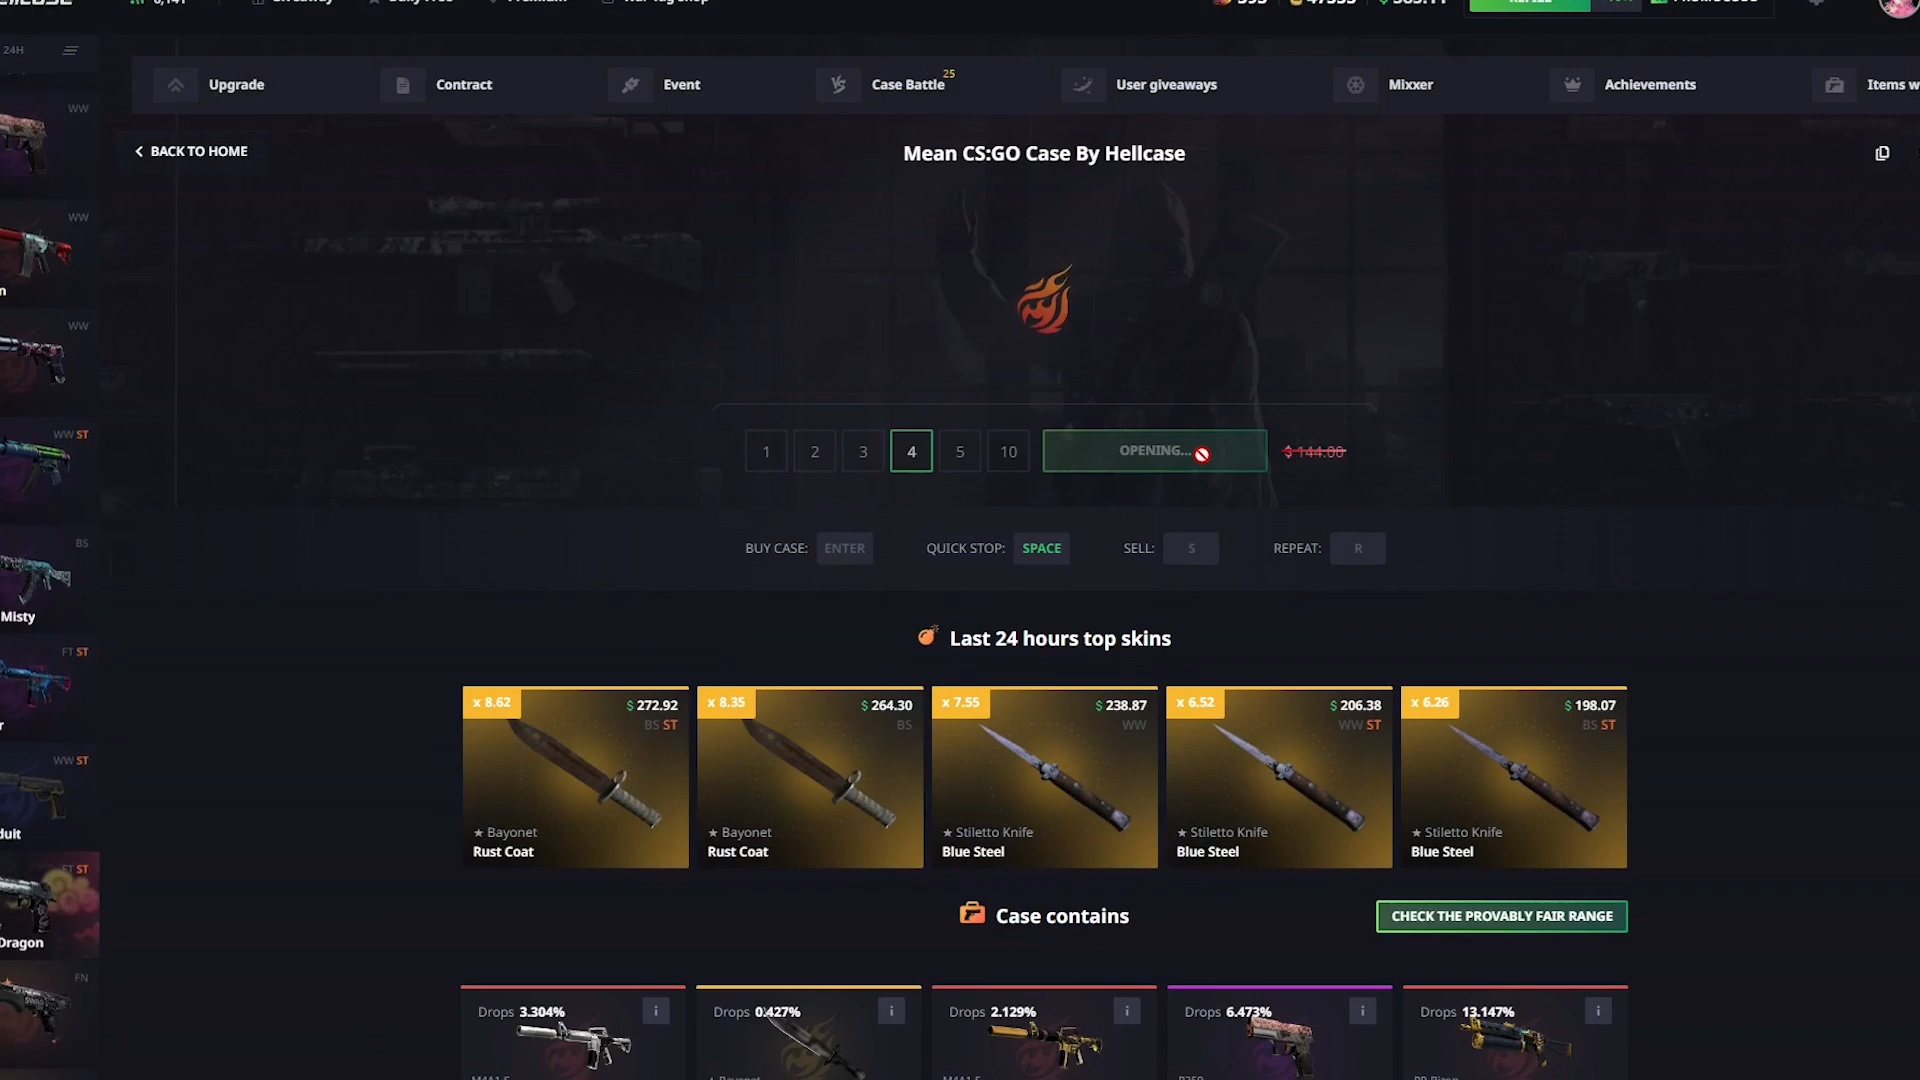 24H
Upgrade
Contract
Event
Case Battle 25
User giveaways
Mixxer
Achievements
Items w
BACK TO HOME
Mean CS:GO Case By Hellcase
1 2 3 4 5 10 OPENING... $ 144.00
BUY CASE: ENTER QUICK STOP: SPACE SELL: S REPEAT: R
Last 24 hours top skins
x 8.62 $ 272.92
BS ST
★ Bayonet
Rust Coat
x 8.35 $ 264.30
BS
★ Bayonet
Rust Coat
x 7.55 $ 238.87
WW
★ Stiletto Knife
Blue Steel
x 6.52 $ 206.38
WW ST
★ Stiletto Knife
Blue Steel
x 6.26 $ 198.07
BS ST
★ Stiletto Knife
Blue Steel
Case contains
CHECK THE PROVABLY FAIR RANGE
Drops 3.304% i
Drops 0.427% i
Drops 2.129% i
Drops 6.473% i
Drops 13.147% i
WW
WW
n
WW
WW ST
BS
Misty
FT ST
r
WW ST
duit
FT ST
Dragon
FN